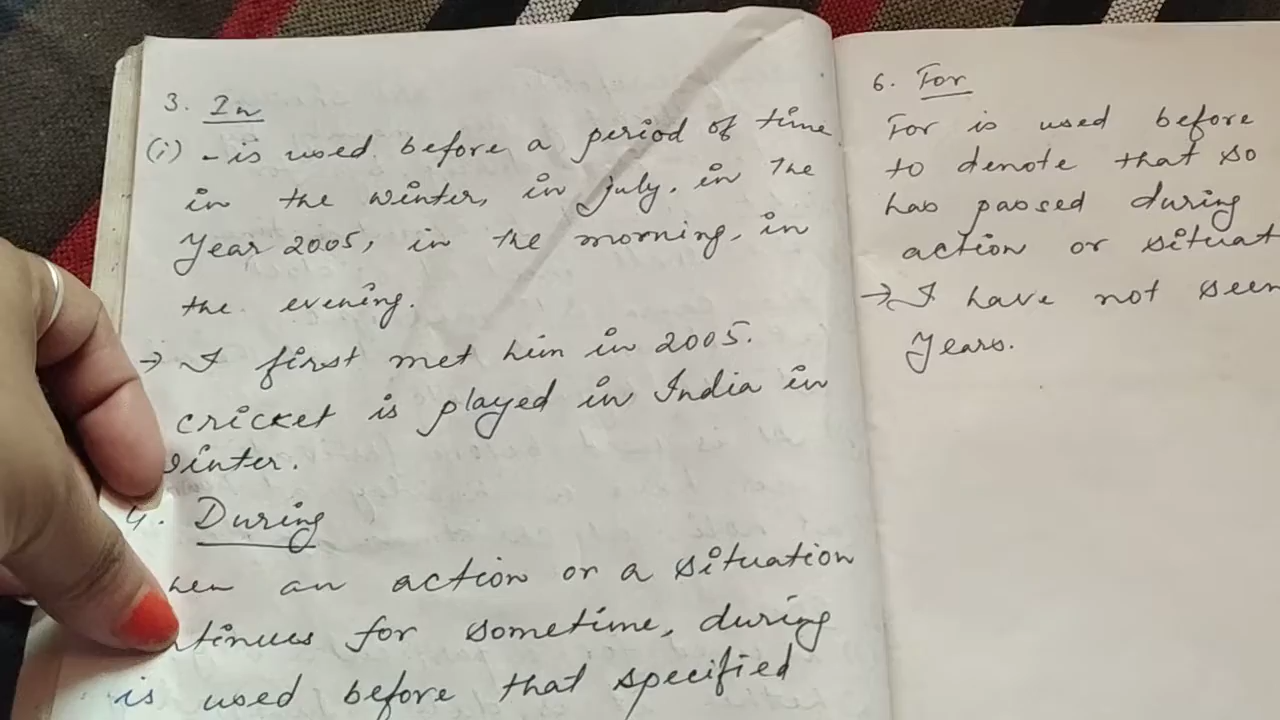 3. In
(i) - is used before a period of time
in the winter, in july, in The
Year 2005, in the morning, in
the evening.
→ I first met him in 2005.
cricket is played in India in
winter.
4. During
hen an action or a situation
tinues for sometime, during
is used before that specified
6. For
For is used before
to denote that so
has passed during
action or situat
→ I have not seen
Years.